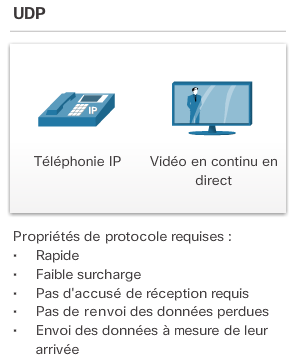 UDP
IP
Téléphonie IP
Vidéo en continu en
direct
Propriétés de protocole requises :
• Rapide
• Faible surcharge
• Pas d'accusé de réception requis
• Pas de renvoi des données perdues
• Envoi des données à mesure de leur
arrivée